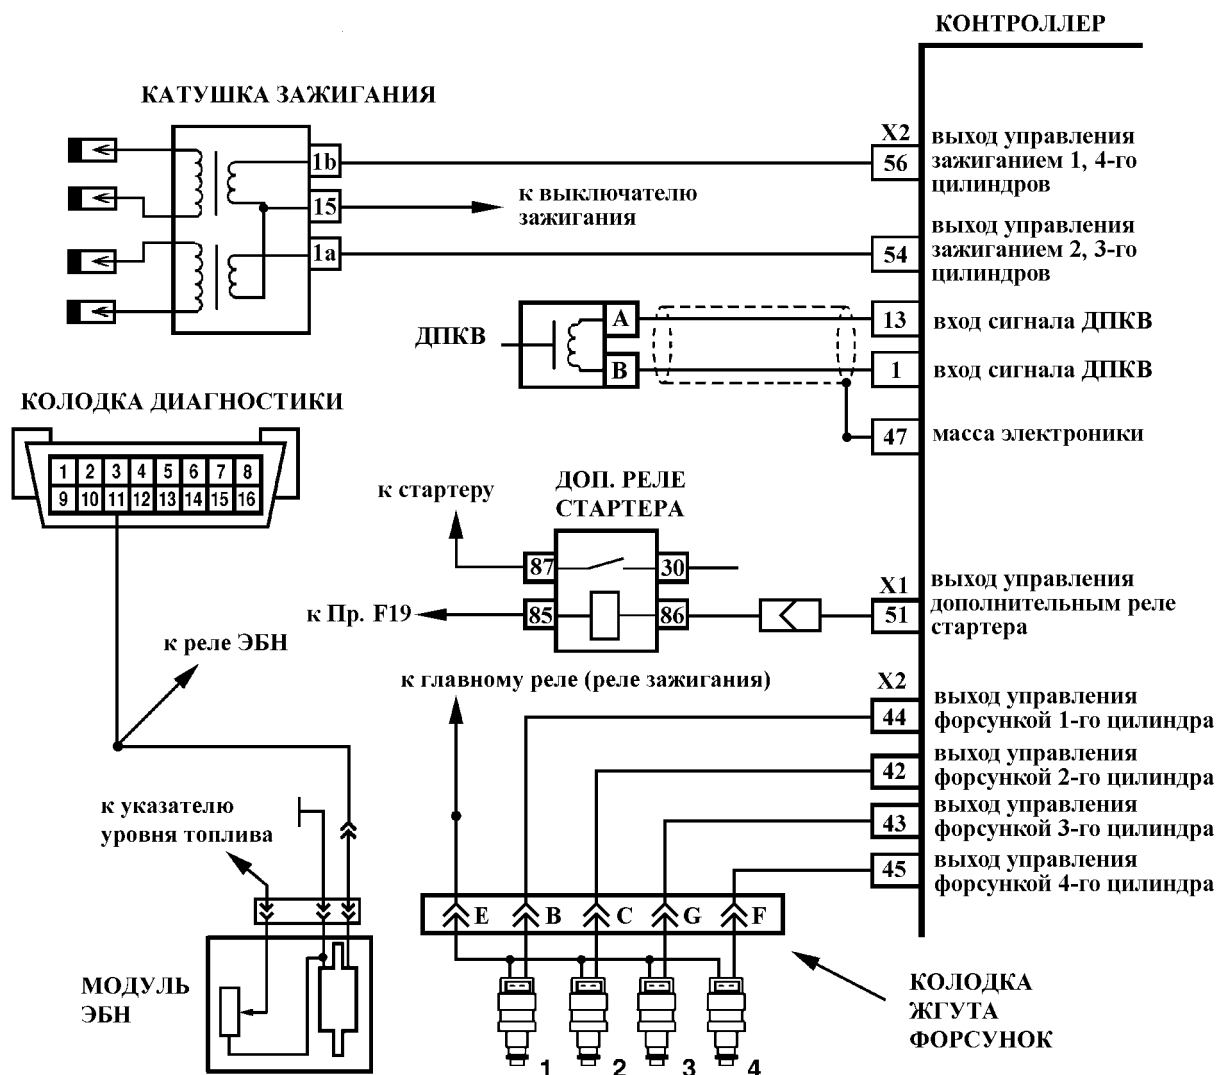 КОНТРОЛЛЕР
КАТУШКА ЗАЖИГАНИЯ
1b
15
1a
к выключателю
зажигания
X2
56
выход управления
зажиганием 1, 4-го
цилиндров
54
выход управления
зажиганием 2, 3-го
цилиндров
ДПКВ
A
B
13
вход сигнала ДПКВ
1
вход сигнала ДПКВ
47
масса электроники
КОЛОДКА ДИАГНОСТИКИ
1 2 3 4 5 6 7 8
9 10 11 12 13 14 15 16
к стартеру
ДОП. РЕЛЕ
СТАРТЕРА
87
30
85
86
к Пр. F19
X1
51
выход управления
дополнительным реле
стартера
к реле ЭБН
к главному реле (реле зажигания)
X2
44
выход управления
форсункой 1-го цилиндра
42
выход управления
форсункой 2-го цилиндра
43
выход управления
форсункой 3-го цилиндра
45
выход управления
форсункой 4-го цилиндра
к указателю
уровня топлива
E B C G F
МОДУЛЬ
ЭБН
КОЛОДКА
ЖГУТА
ФОРСУНОК
1 2 3 4